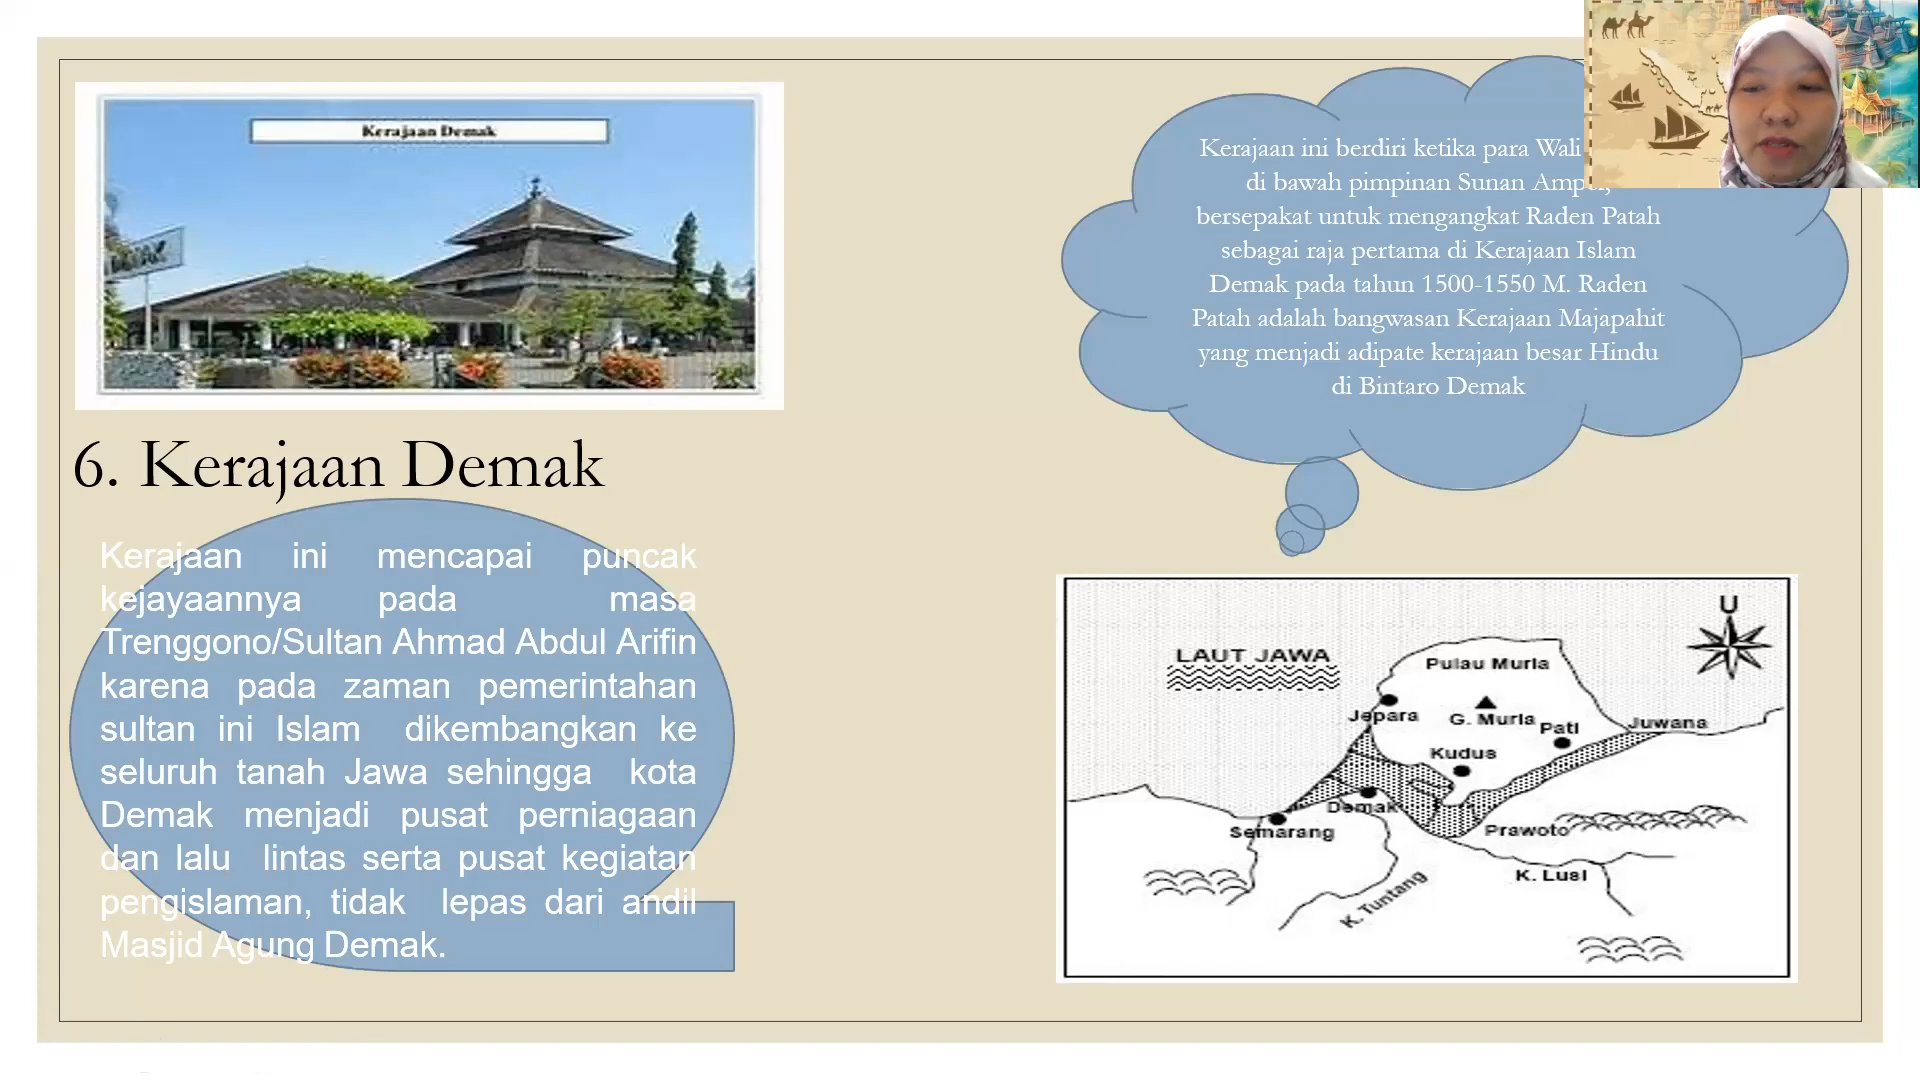 Kerajaan Demak
6. Kerajaan Demak
Kerajaan ini mencapai puncak
kejayaannya pada masa
Trenggono/Sultan Ahmad Abdul Arifin
karena pada zaman pemerintahan
sultan ini Islam dikembangkan ke
seluruh tanah Jawa sehingga kota
Demak menjadi pusat perniagaan
dan lalu lintas serta pusat kegiatan
pengislaman, tidak lepas dari andil
Masjid Agung Demak.
Kerajaan ini berdiri ketika para Wali
di bawah pimpinan Sunan Ampel,
bersepakat untuk mengangkat Raden Patah
sebagai raja pertama di Kerajaan Islam
Demak pada tahun 1500-1550 M. Raden
Patah adalah bangwasan Kerajaan Majapahit
yang menjadi adipate kerajaan besar Hindu
di Bintaro Demak
U
LAUT JAWA
Pulau Muria
Jepara
G. Muria
Pati
Juwana
Kudus
Demak
Semarang
Prawoto
K. Lusi
K. Tuntang